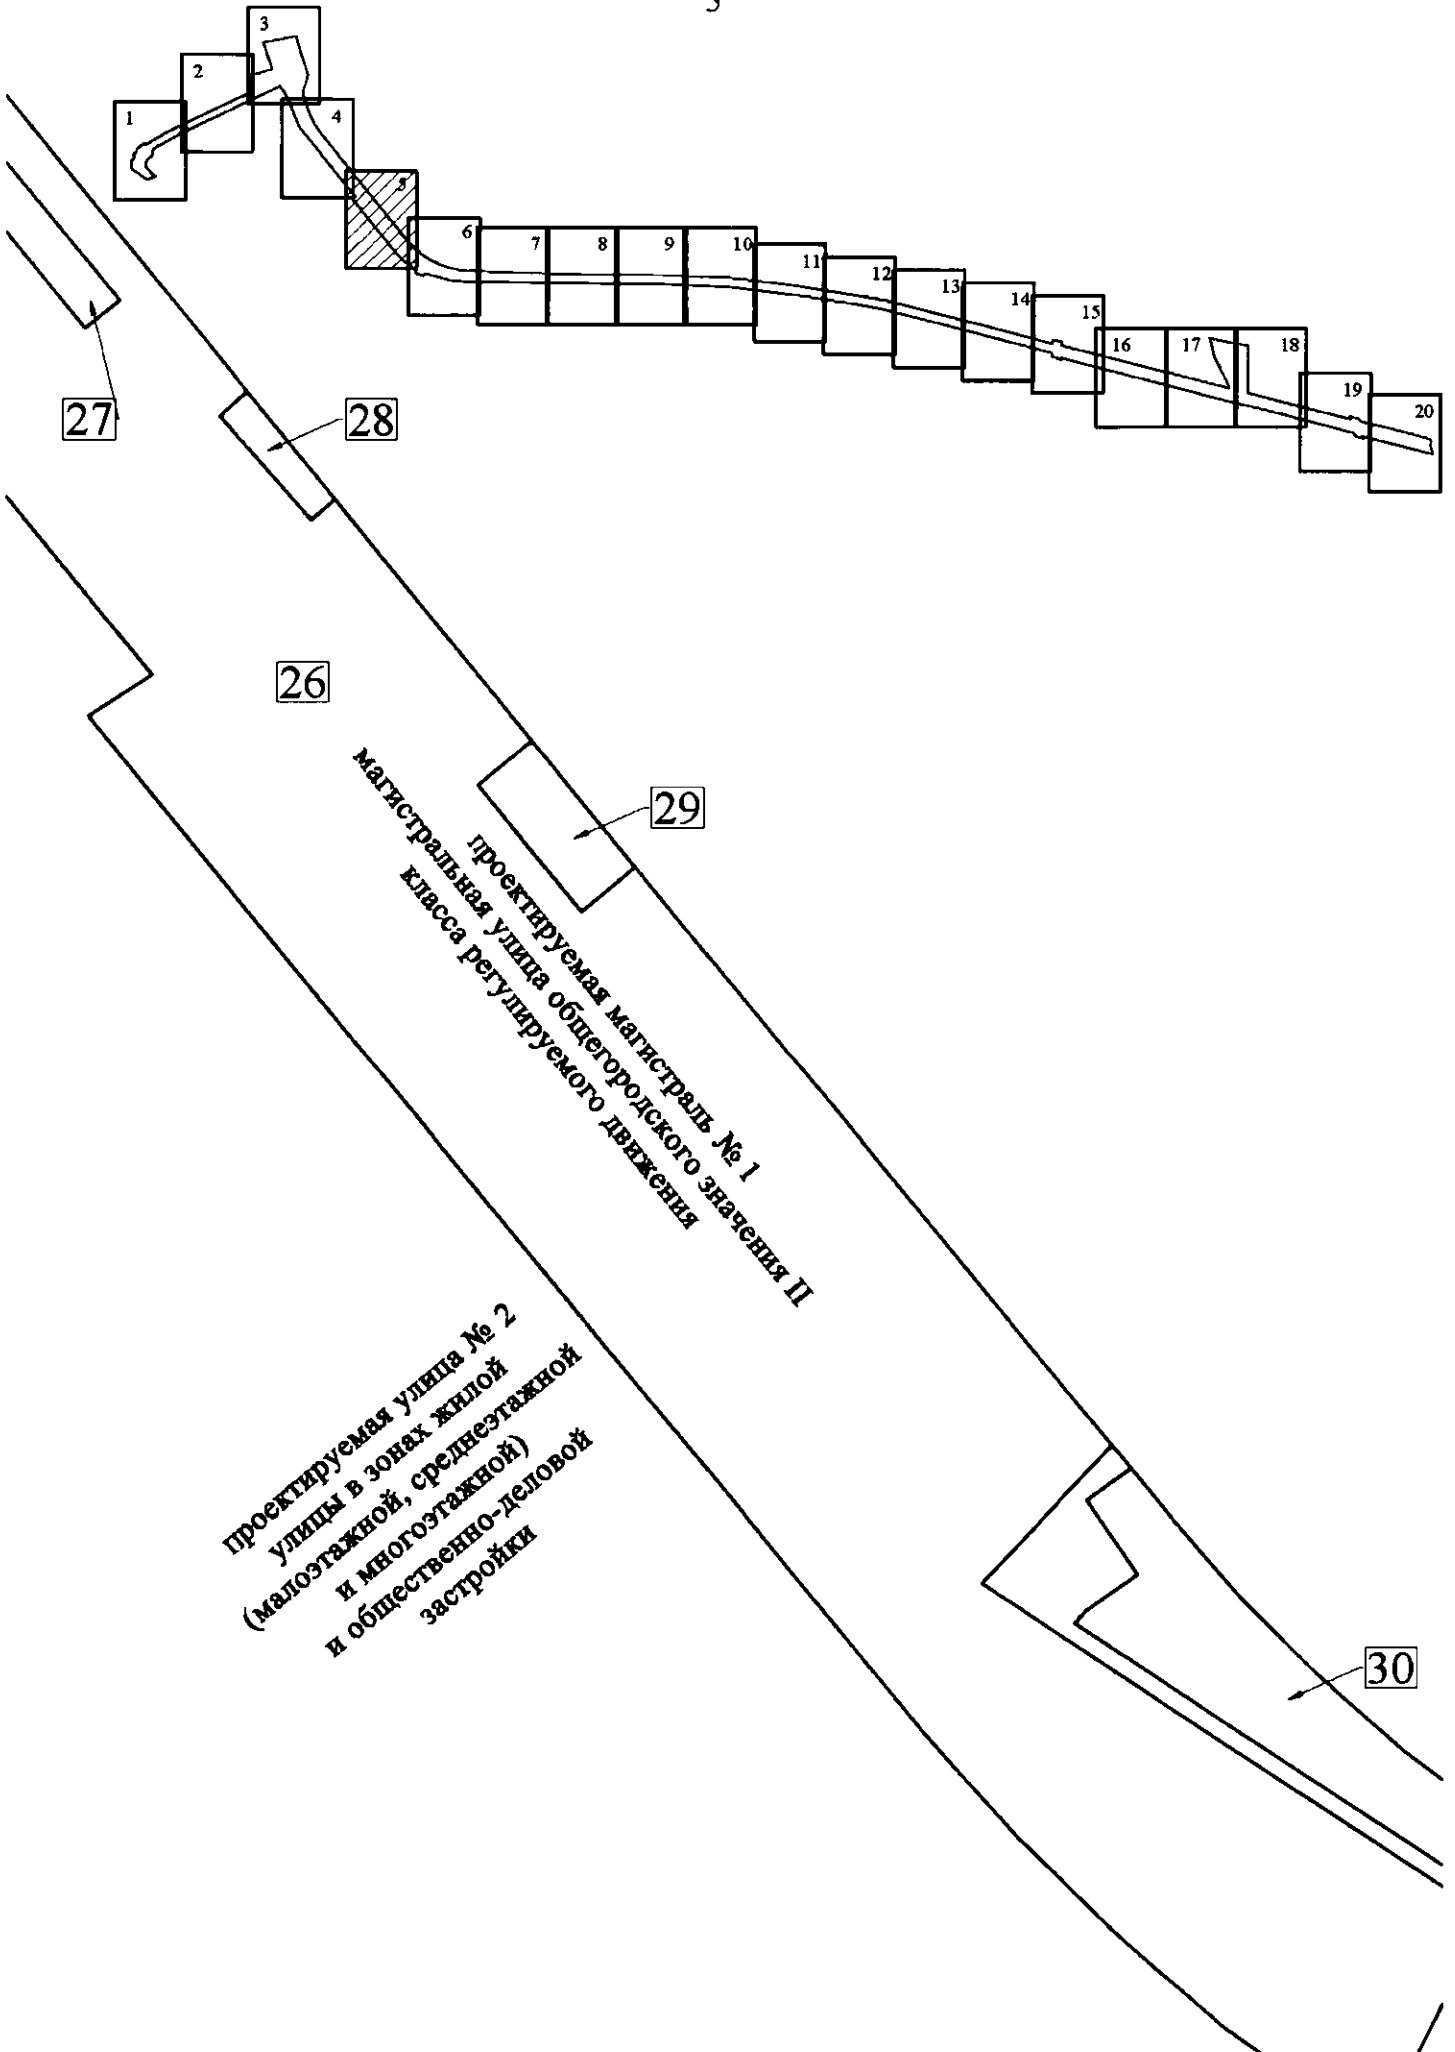 5
1
2
3
4
5
6
7
8
9
10
11
12
13
14
15
16
17
18
19
20
27
28
26
29
проектируемая магистраль № 1
магистральная улица общегородского значения II
класса регулируемого движения
проектируемая улица № 2
улицы в зонах жилой
(малоэтажной, среднеэтажной
и многоэтажной)
и общественно-деловой
застройки
30